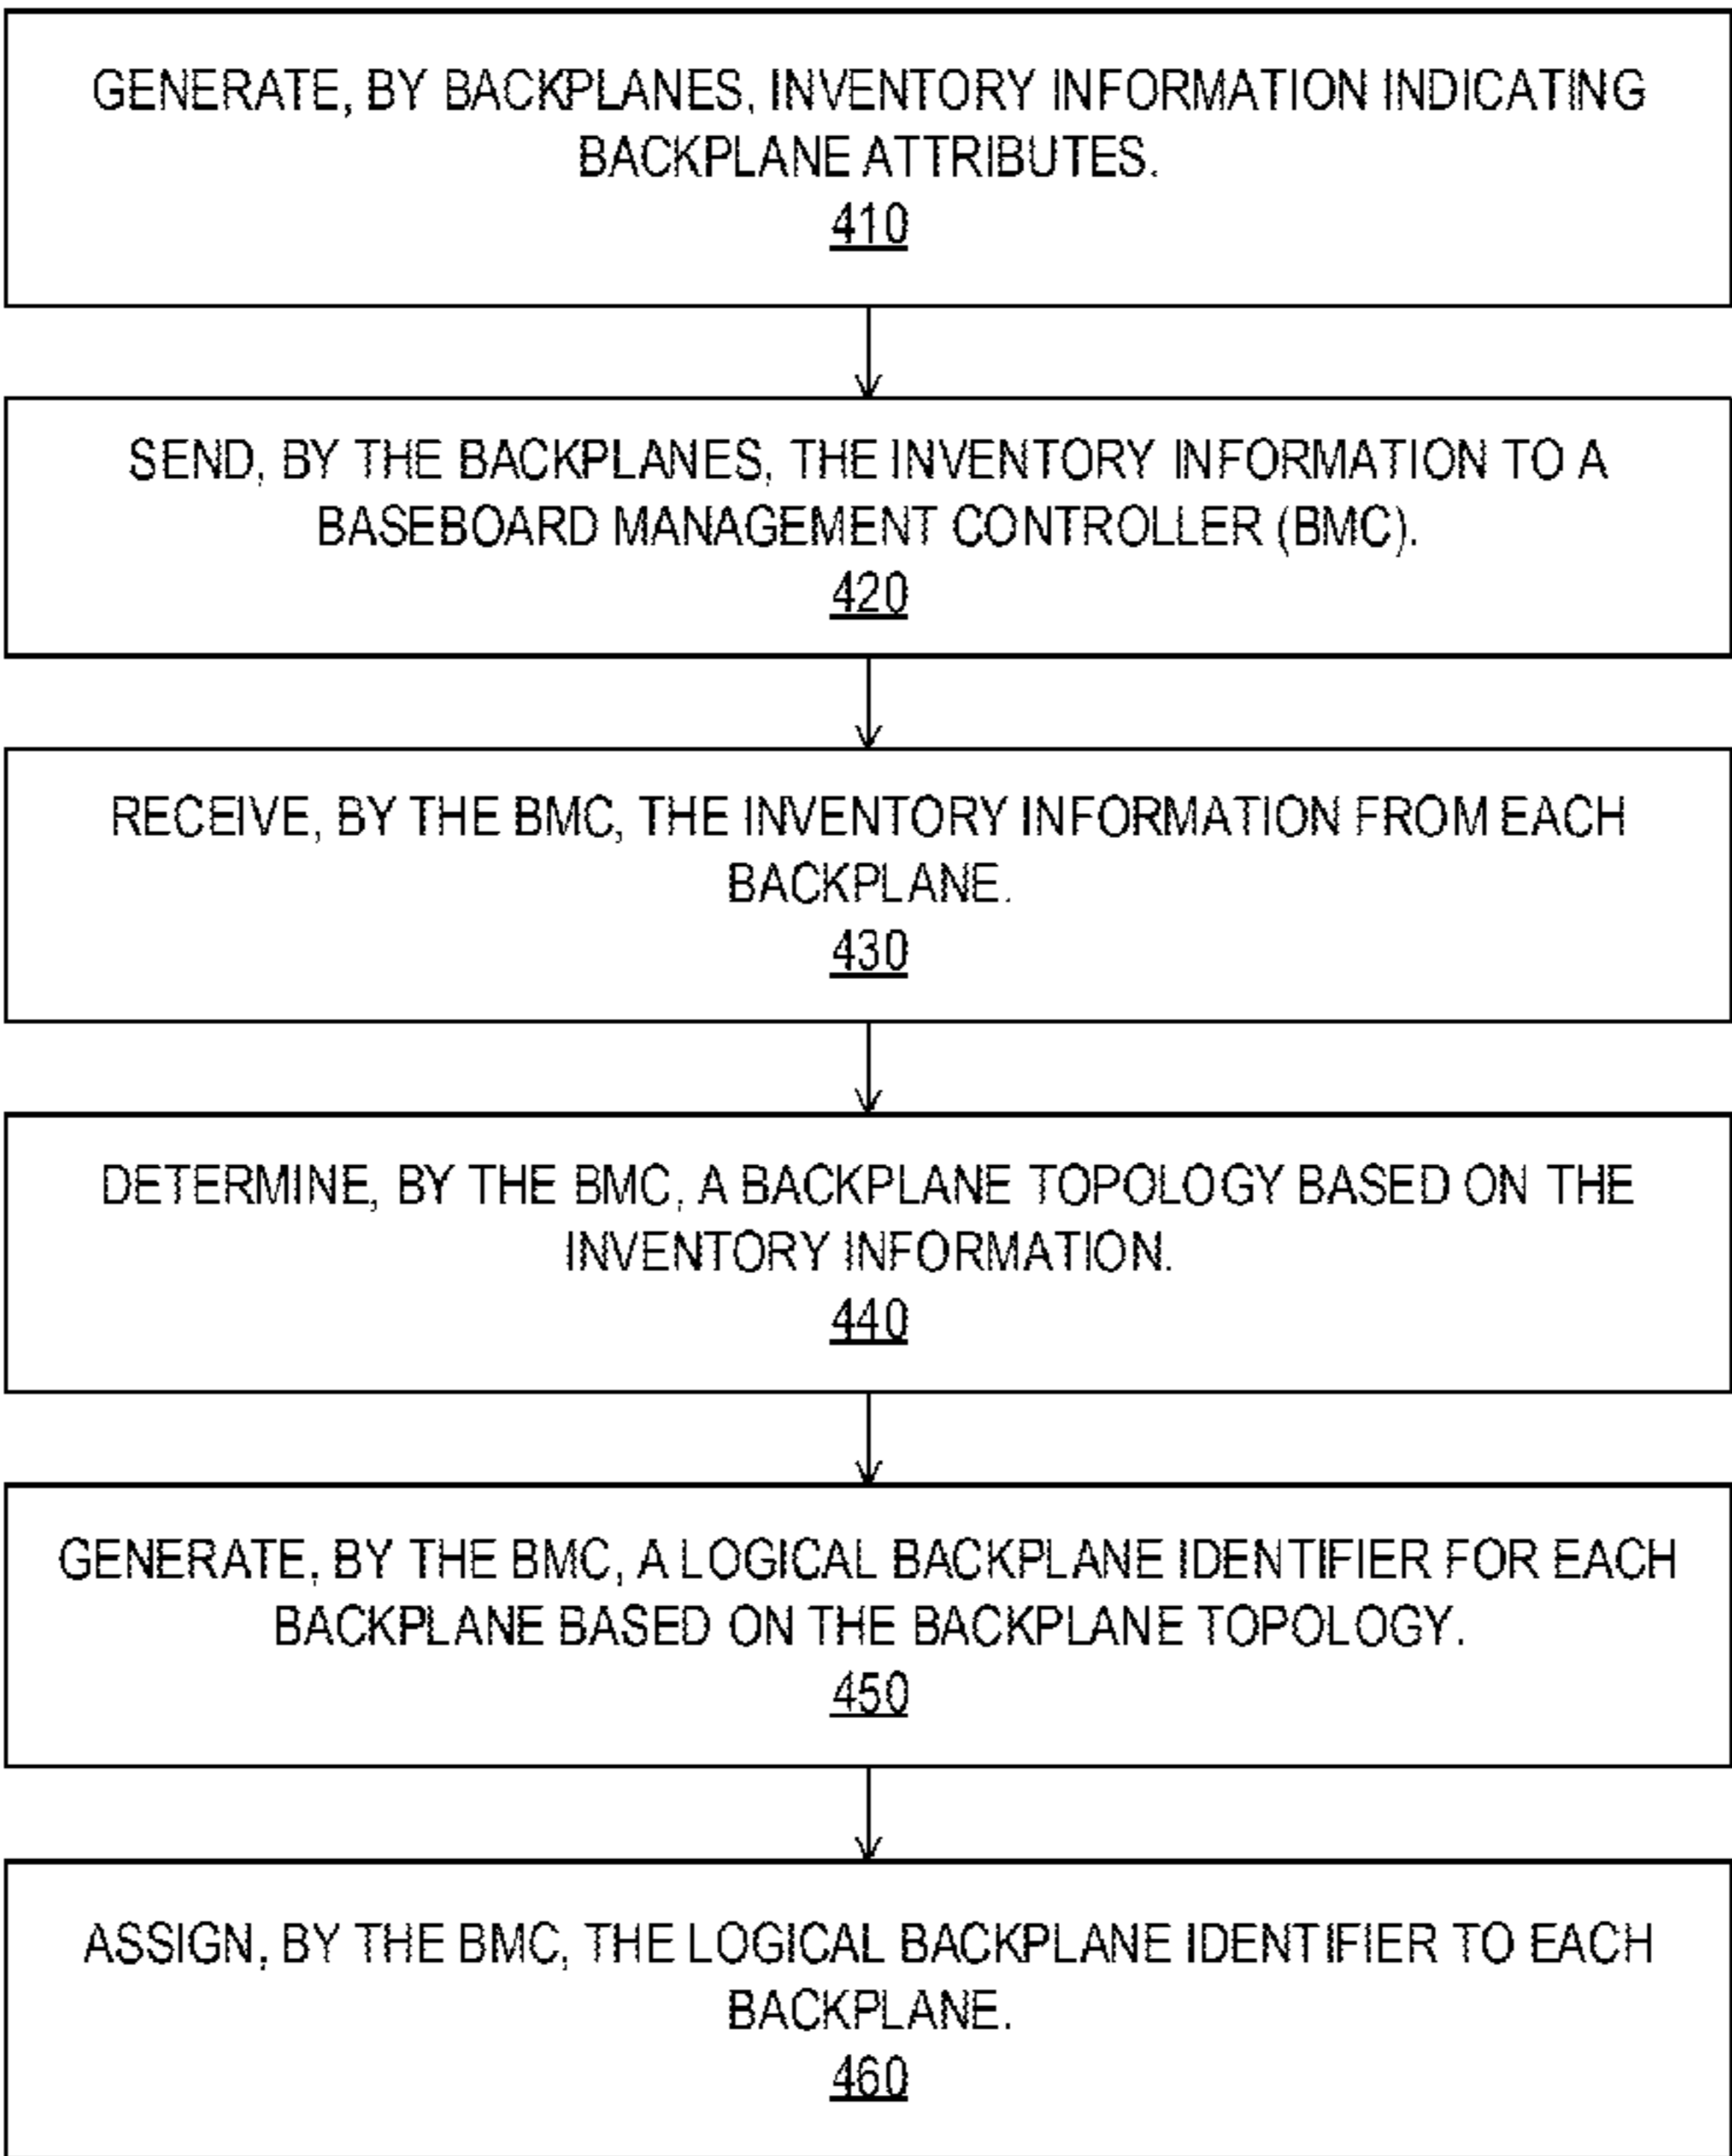 GENERATE, BY BACKPLANES, INVENTORY INFORMATION INDICATING
BACKPLANE ATTRIBUTES.
410
SEND, BY THE BACKPLANES, THE INVENTORY INFORMATION TO A
BASEBOARD MANAGEMENT CONTROLLER (BMC).
420
RECEIVE, BY THE BMC, THE INVENTORY INFORMATION FROM EACH
BACKPLANE.
430
DETERMINE, BY THE BMC, A BACKPLANE TOPOLOGY BASED ON THE
INVENTORY INFORMATION.
440
GENERATE, BY THE BMC, A LOGICAL BACKPLANE IDENTIFIER FOR EACH
BACKPLANE BASED ON THE BACKPLANE TOPOLOGY.
450
ASSIGN, BY THE BMC, THE LOGICAL BACKPLANE IDENTIFIER TO EACH
BACKPLANE.
460